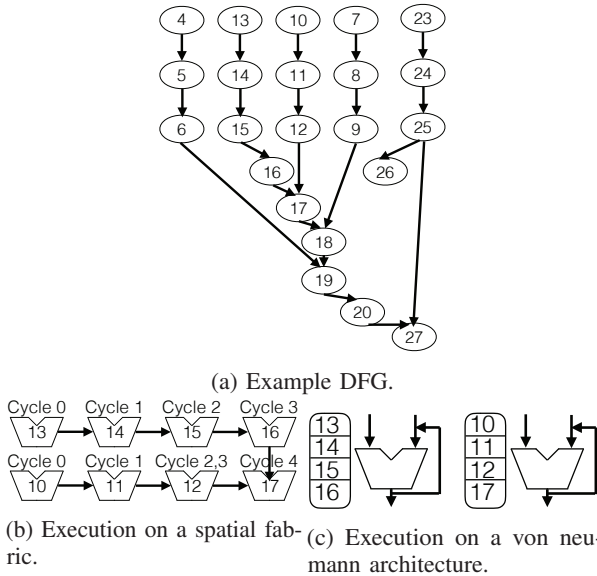 4 13 10 7 23
5 14 11 8 24
6 15 12 9 25
16 26
17
18
19
20
27
(a) Example DFG.
Cycle 0 Cycle 1 Cycle 2 Cycle 3
13 14 15 16
Cycle 0 Cycle 1 Cycle 2,3 Cycle 4
10 11 12 17
(b) Execution on a spatial fab-
ric.
13
14
15
16
10
11
12
17
(c) Execution on a von neu-
mann architecture.